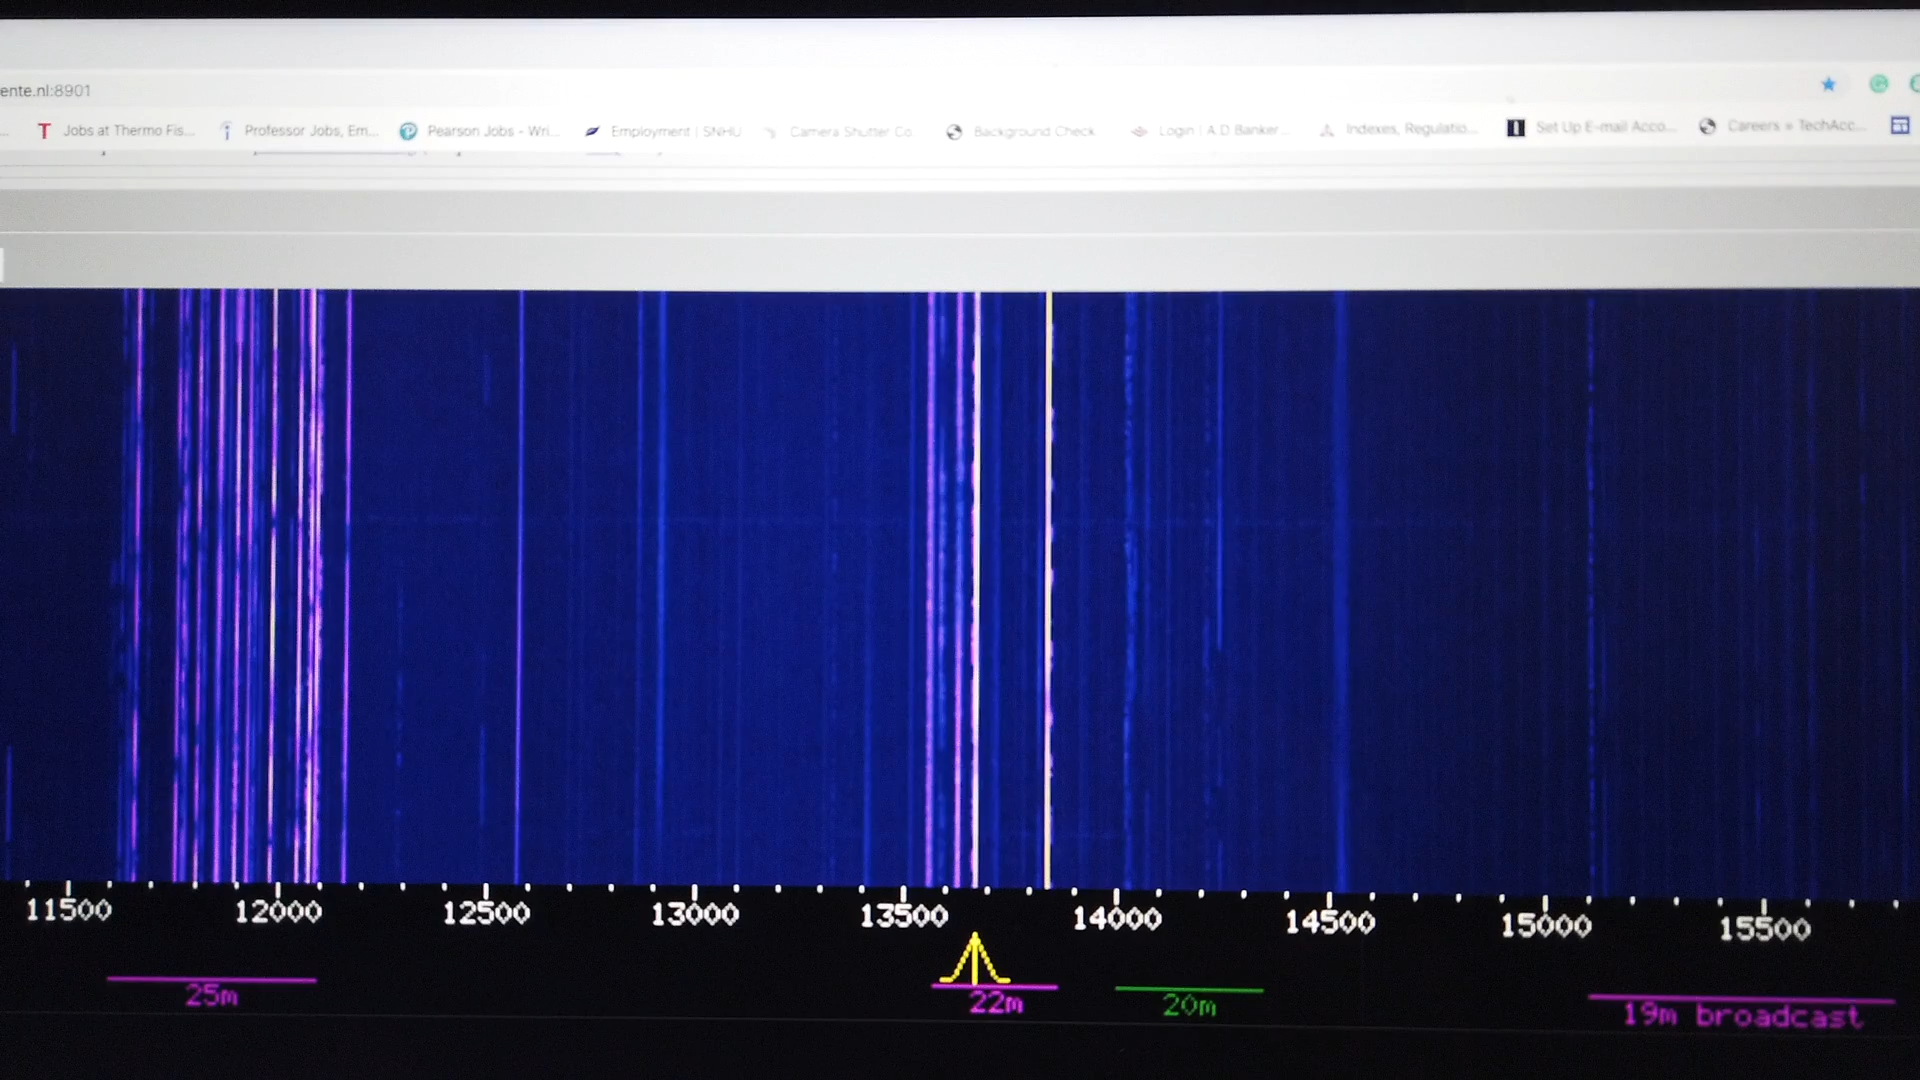 ente.nl:8901
... Jobs at Thermo Fis... Professor Jobs, Em... Pearson Jobs - Wri... Employment | SNHU Camera Shutter Co Background Check Login | A.D.Banker... Indexes, Regulatio... Set Up E-mail Acco... Careers » TechAcc...
11500 12000 12500 13000 13500 14000 14500 15000 15500
25m 22m 20m 19m broadcast